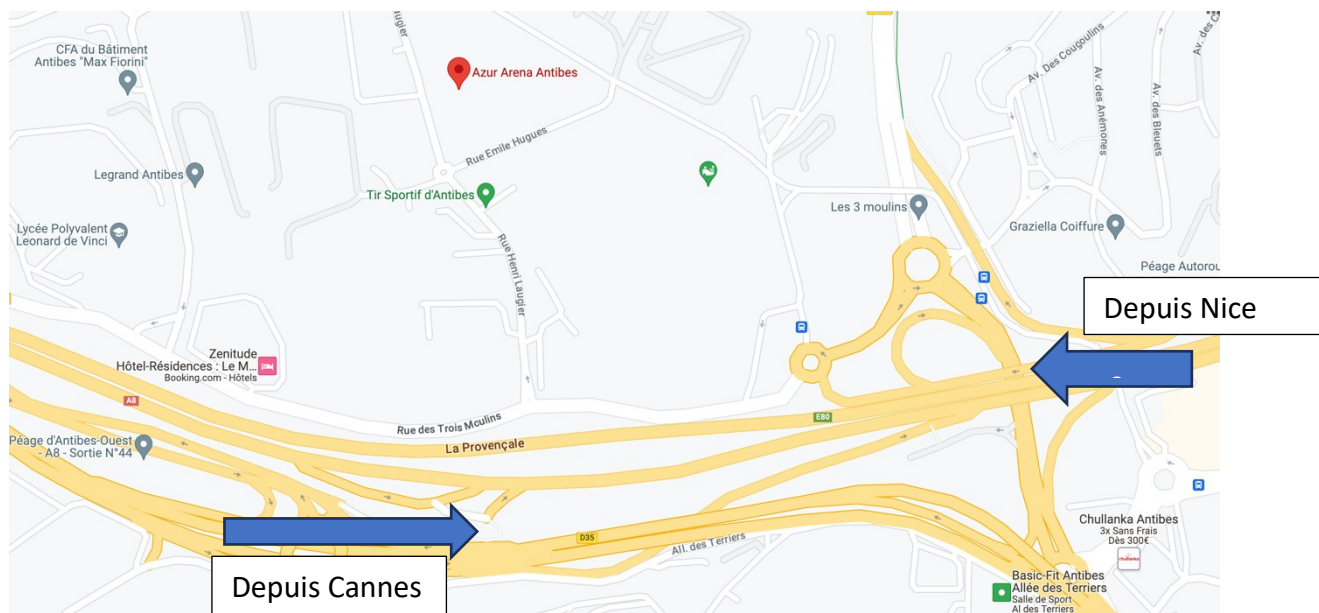 CFA du Bâtiment
Antibes "Max Fiorini"
Azur Arena Antibes
Av. Des Cougoulins
Av. des Anémones
Av. des Bleuets
Rue Emile Hugues
Legrand Antibes
Tir Sportif d'Antibes
Les 3 moulins
Lycée Polyvalent
Leonard de Vinci
Graziella Coiffure
Rue Henri Laugier
Péage Autorou
Depuis Nice
Zenitude
Hôtel-Résidences : Le M...
Booking.com - Hôtels
A8
E80
Rue des Trois Moulins
La Provençale
Péage d'Antibes-Ouest
- A8 - Sortie N°44
D35
All. des Terriers
Chullanka Antibes
3x Sans Frais
Dès 300€
chullanka
Depuis Cannes
Basic-Fit Antibes
Allée des Terriers
Salle de Sport
Al des Terriers